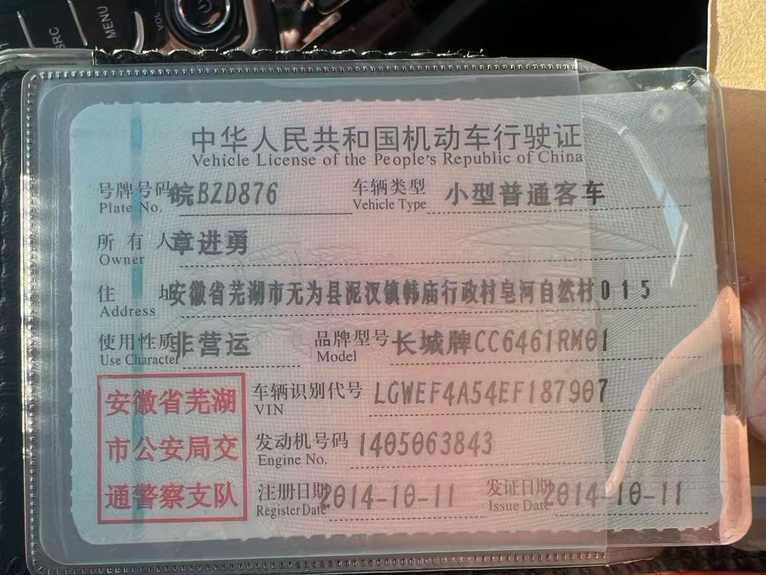 MENU
VOL
SRC
中华人民共和国机动车行驶证
Vehicle License of the People's Republic of China
号牌号码 皖BZD876 车辆类型 小型普通客车
Plate No. Vehicle Type
所有人 章进勇
Owner
住址 安徽省芜湖市无为县泥汊镇韩庙行政村皂河自然村015
Address
使用性质 非营运 品牌型号 长城牌CC6461RM01
Use Character Model
安徽省芜湖
市公安局交
通警察支队
车辆识别代号 LGWEF4A54EF187907
VIN
发动机号码 1405063843
Engine No.
注册日期 2014-10-11 发证日期 2014-10-11
Register Date Issue Date